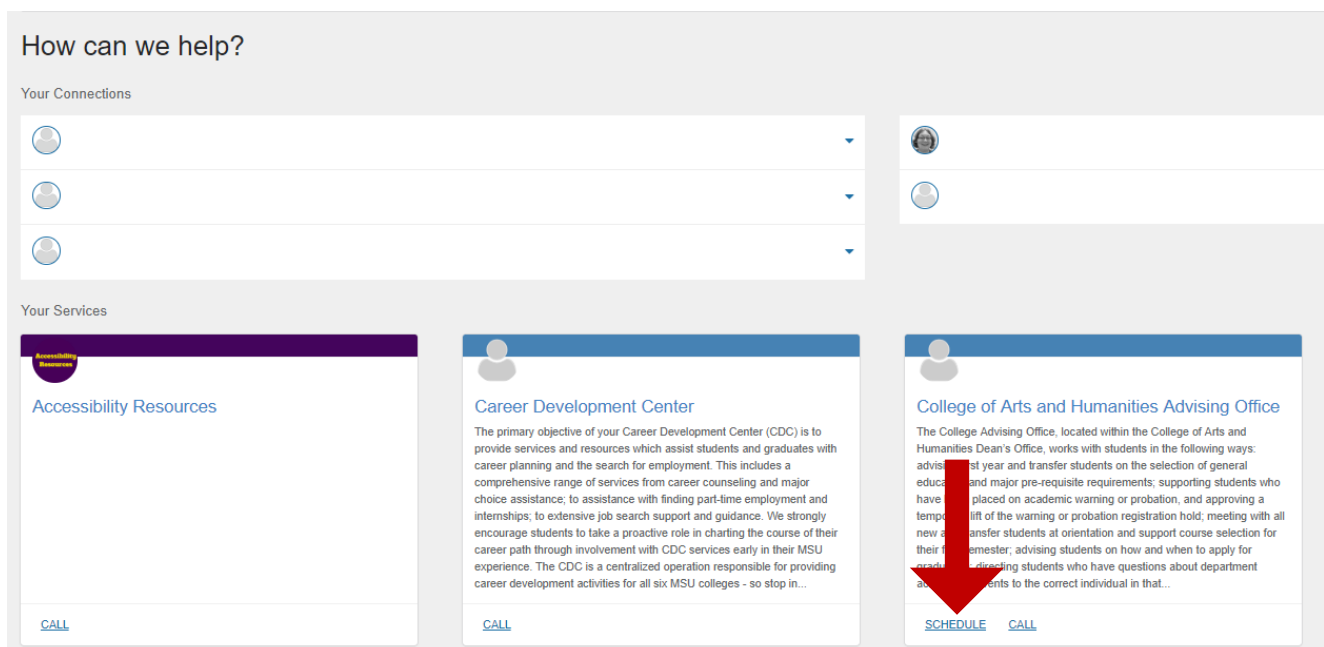 How can we help?
Your Connections
Your Services
Accessibility
Resources
Accessibility Resources
CALL
Career Development Center
The primary objective of your Career Development Center (CDC) is to
provide services and resources which assist students and graduates with
career planning and the search for employment. This includes a
comprehensive range of services from career counseling and major
choice assistance; to assistance with finding part-time employment and
internships; to extensive job search support and guidance. We strongly
encourage students to take a proactive role in charting the course of their
career path through involvement with CDC services early in their MSU
experience. The CDC is a centralized operation responsible for providing
career development activities for all six MSU colleges - so stop in...
CALL
College of Arts and Humanities Advising Office
The College Advising Office, located within the College of Arts and
Humanities Dean's Office, works with students in the following ways:
st year and transfer students on the selection of general
and major pre-requisite requirements; supporting students who
have placed on academic warning or probation, and approving a
lift of the warning or probation registration hold; meeting with all
new students at orientation and support course selection for
their advising students on how and when to apply for
directing students who have questions about department
to the correct individual in that...
SCHEDULE CALL